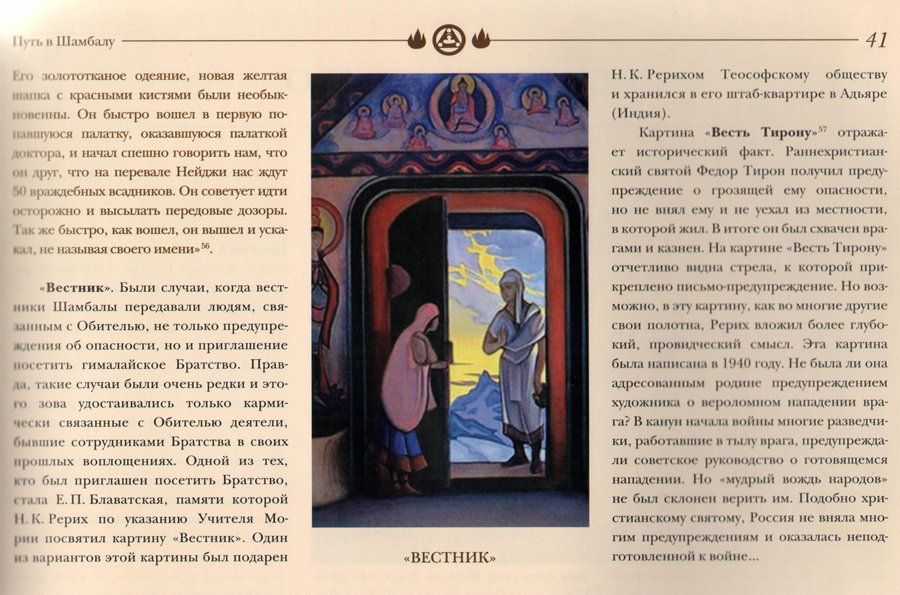 Путь в Шамбалу
41
Его золототканое одеяние, новая желтая
шапка с красными кистями были необык-
новенны. Он быстро вошел в первую по-
павшуюся палатку, оказавшуюся палаткой
доктора, и начал спешно говорить нам, что
он друг, что на перевале Нейджи нас ждут
50 враждебных всадников. Он советует идти
осторожно и высылать передовые дозоры.
Так же быстро, как вошел, он вышел и уска-
кал, не называя своего имени»56.
«Вестник». Были случаи, когда вест-
ники Шамбалы передавали людям, свя-
занным с Обителью, не только предупре-
ждения об опасности, но и приглашение
посетить гималайское Братство. Прав-
да, такие случаи были очень редки и это-
го зова удостаивались только карми-
чески связанные с Обителью деятели,
бывшие сотрудниками Братства в своих
прошлых воплощениях. Одной из тех,
кто был приглашен посетить Братство,
стала Е. П. Блаватская, памяти которой
Н. К. Рерих по указанию Учителя Мо-
рии посвятил картину «Вестник». Один
из вариантов этой картины был подарен
«ВЕСТНИК»
Н. К. Рерихом Теософскому обществу
и хранился в его штаб-квартире в Адьяре
(Индия).
Картина «Весть Тирону»57 отража-
ет исторический факт. Раннехристиан-
ский святой Федор Тирон получил преду-
преждение о грозящей ему опасности,
но не внял ему и не уехал из местности,
в которой жил. В итоге он был схвачен вра-
гами и казнен. На картине «Весть Тирону»
отчетливо видна стрела, к которой при-
креплено письмо-предупреждение. Но воз-
можно, в эту картину, как во многие другие
свои полотна, Рерих вложил более глубо-
кий, провидческий смысл. Эта картина
была написана в 1940 году. Не была ли она
адресованным родине предупреждением
художника о вероломном нападении вра-
га? В канун начала войны многие разведчи-
ки, работавшие в тылу врага, предупрежда-
ли советское руководство о готовящемся
нападении. Но «мудрый вождь народов»
не был склонен верить им. Подобно хри-
стианскому святому, Россия не вняла мно-
гим предупреждениям и оказалась непод-
готовленной к войне...